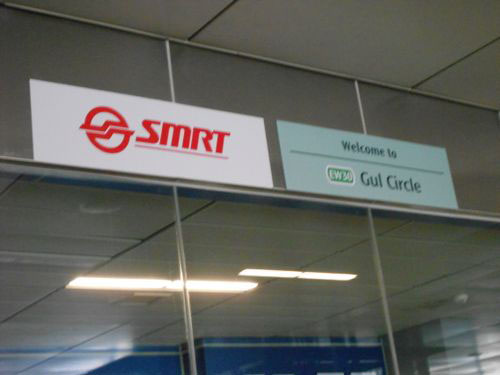 SMRT
Welcome to
EW30 Gul Circle